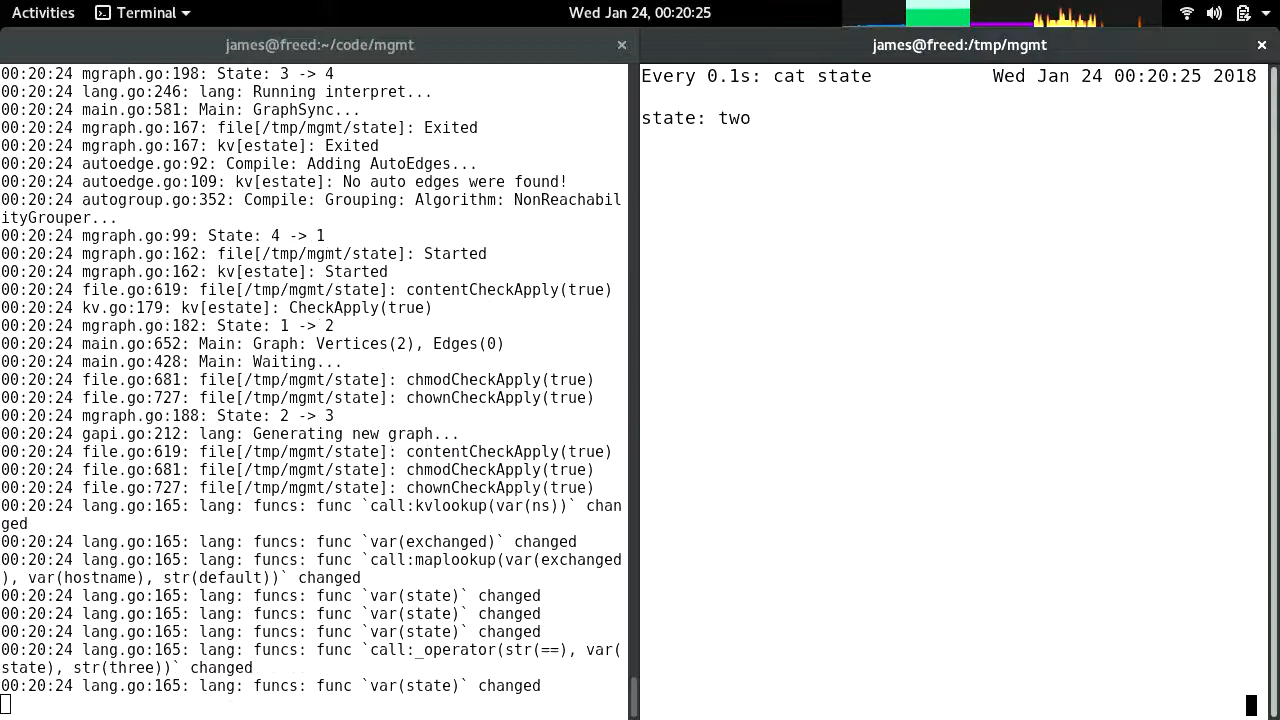 Activities Terminal Wed Jan 24, 00:20:25
james@freed:~/code/mgmt ×
00:20:24 mgraph.go:198: State: 3 -> 4
00:20:24 lang.go:246: lang: Running interpret...
00:20:24 main.go:581: Main: GraphSync...
00:20:24 mgraph.go:167: file[/tmp/mgmt/state]: Exited
00:20:24 mgraph.go:167: kv[estate]: Exited
00:20:24 autoedge.go:92: Compile: Adding AutoEdges...
00:20:24 autoedge.go:109: kv[estate]: No auto edges were found!
00:20:24 autogroup.go:352: Compile: Grouping: Algorithm: NonReachabil
ityGrouper...
00:20:24 mgraph.go:99: State: 4 -> 1
00:20:24 mgraph.go:162: file[/tmp/mgmt/state]: Started
00:20:24 mgraph.go:162: kv[estate]: Started
00:20:24 file.go:619: file[/tmp/mgmt/state]: contentCheckApply(true)
00:20:24 kv.go:179: kv[estate]: CheckApply(true)
00:20:24 mgraph.go:182: State: 1 -> 2
00:20:24 main.go:652: Main: Graph: Vertices(2), Edges(0)
00:20:24 main.go:428: Main: Waiting...
00:20:24 file.go:681: file[/tmp/mgmt/state]: chmodCheckApply(true)
00:20:24 file.go:727: file[/tmp/mgmt/state]: chownCheckApply(true)
00:20:24 mgraph.go:188: State: 2 -> 3
00:20:24 gapi.go:212: lang: Generating new graph...
00:20:24 file.go:619: file[/tmp/mgmt/state]: contentCheckApply(true)
00:20:24 file.go:681: file[/tmp/mgmt/state]: chmodCheckApply(true)
00:20:24 file.go:727: file[/tmp/mgmt/state]: chownCheckApply(true)
00:20:24 lang.go:165: lang: funcs: func `call:kvlookup(var(ns))` chan
ged
00:20:24 lang.go:165: lang: funcs: func `var(exchanged)` changed
00:20:24 lang.go:165: lang: funcs: func `call:maplookup(var(exchanged
), var(hostname), str(default))` changed
00:20:24 lang.go:165: lang: funcs: func `var(state)` changed
00:20:24 lang.go:165: lang: funcs: func `var(state)` changed
00:20:24 lang.go:165: lang: funcs: func `var(state)` changed
00:20:24 lang.go:165: lang: funcs: func `call:_operator(str(==), var(
state), str(three))` changed
00:20:24 lang.go:165: lang: funcs: func `var(state)` changed
james@freed:/tmp/mgmt ×
Every 0.1s: cat state Wed Jan 24 00:20:25 2018
state: two